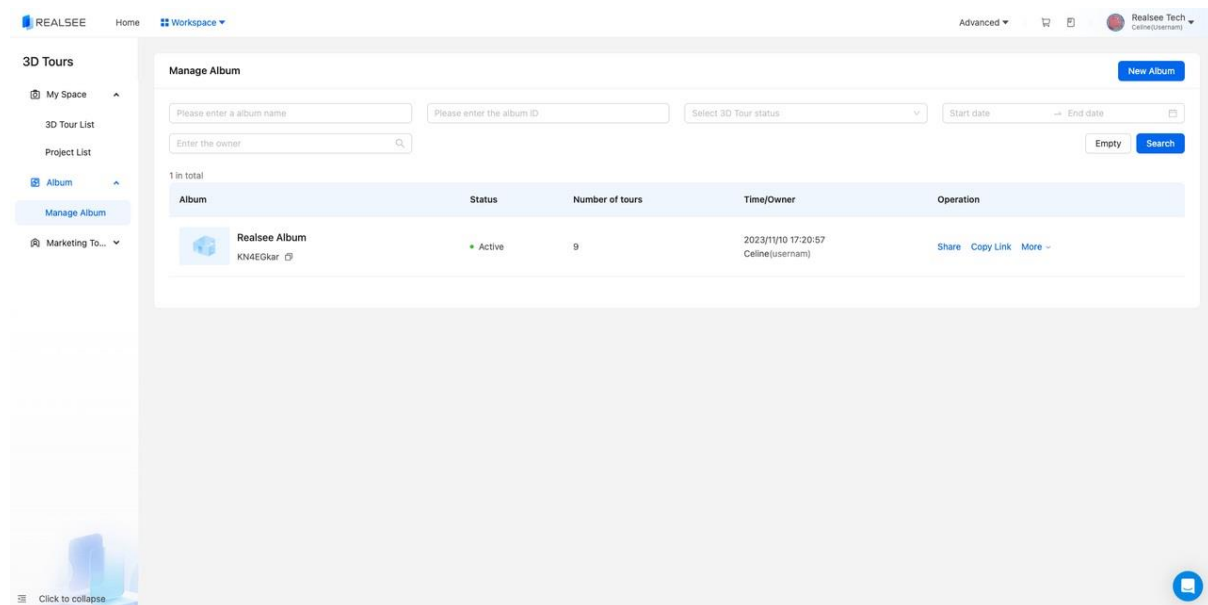 REALSEE Home Workspace Advanced Realsee Tech
Celine(Usernam)
3D Tours
My Space
3D Tour List
Project List
Album
Manage Album
Marketing To...
Click to collapse
Manage Album New Album
Please enter a album name Please enter the album ID Select 3D Tour status Start date → End date
Enter the owner Empty Search
1 in total
Album Status Number of tours Time/Owner Operation
Realsee Album Active 9 2023/11/10 17:20:57 Share Copy Link More
KN4EGkar Celine(usernam)